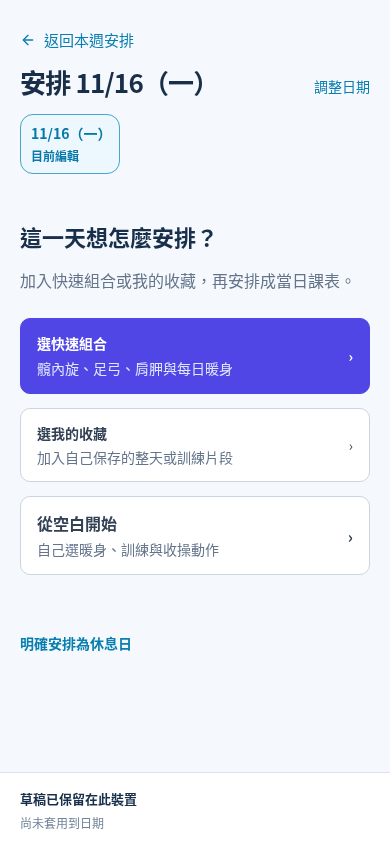 ← 返回本週安排
安排 11/16（一）
調整日期
11/16（一）
目前編輯
這一天想怎麼安排？
加入快速組合或我的收藏，再安排成當日課表。
選快速組合
髖內旋、足弓、肩胛與每日暖身
›
選我的收藏
加入自己保存的整天或訓練片段
›
從空白開始
自己選暖身、訓練與收操動作
›
明確安排為休息日
草稿已保留在此裝置
尚未套用到日期